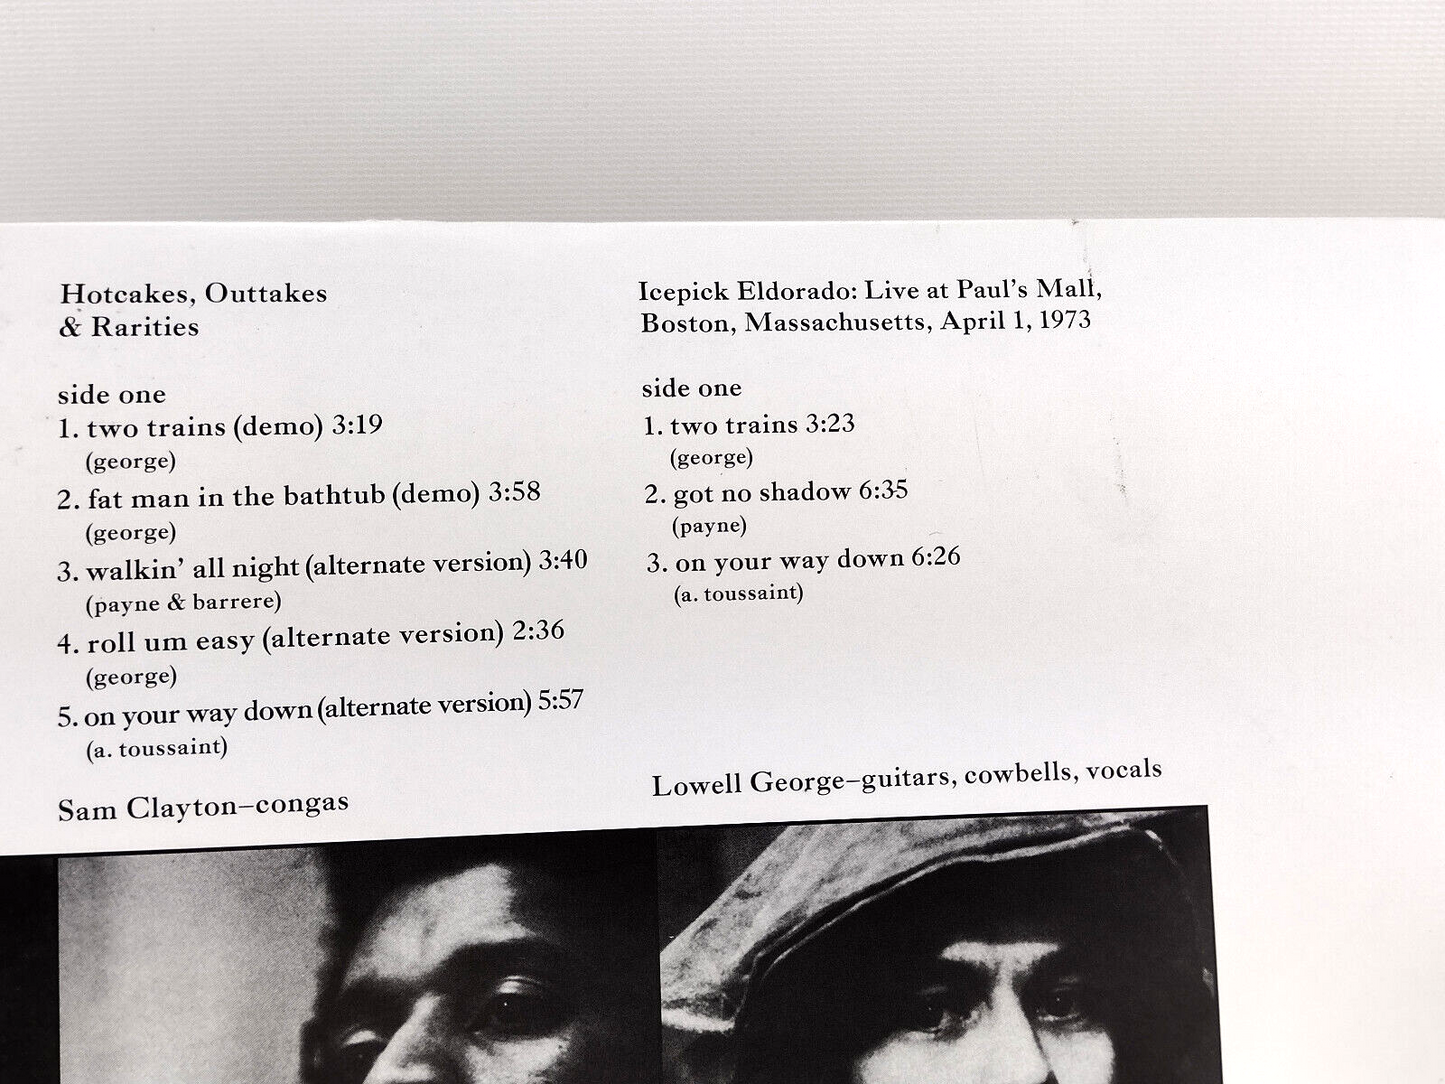 Hotcakes, Outtakes
& Rarities
side one
1. two trains (demo) 3:19
(george)
2. fat man in the bathtub (demo) 3:58
(george)
3. walkin' all night (alternate version) 3:40
(payne & barrere)
4. roll um easy (alternate version) 2:36
(george)
5. on your way down (alternate version) 5:57
(a. toussaint)
Sam Clayton–congas
Icepick Eldorado: Live at Paul's Mall,
Boston, Massachusetts, April 1, 1973
side one
1. two trains 3:23
(george)
2. got no shadow 6:35
(payne)
3. on your way down 6:26
(a. toussaint)
Lowell George–guitars, cowbells, vocals